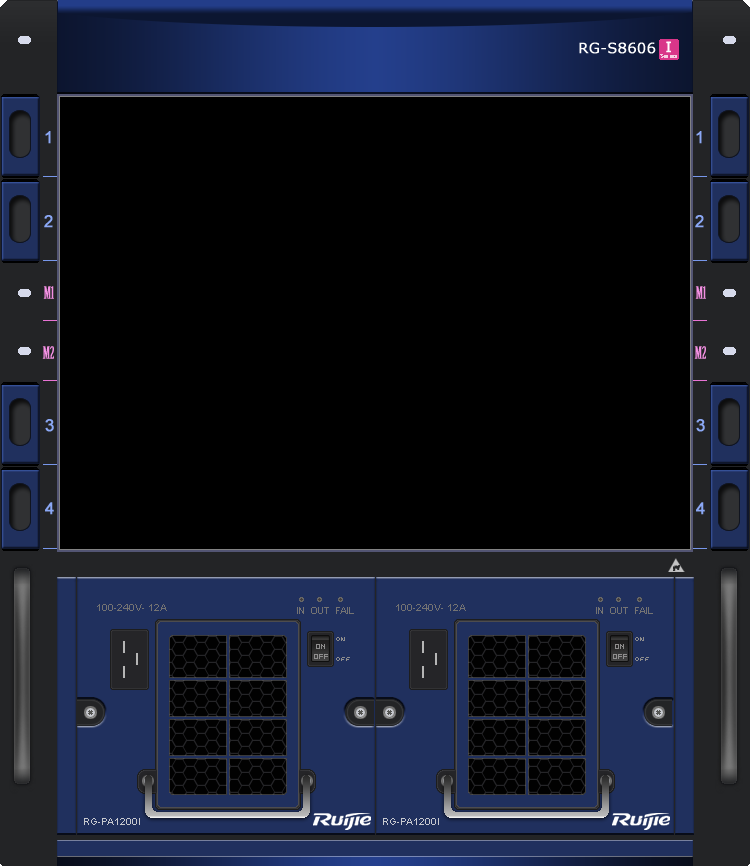 RG-S8606 I
Series
1 1
2 2
M1 M1
M2 M2
3 3
4 4
100-240V- 12A
IN OUT FAIL
ON
OFF
ON
OFF
RG-PA1200I
Ruijie
100-240V- 12A
IN OUT FAIL
ON
OFF
ON
OFF
RG-PA1200I
Ruijie